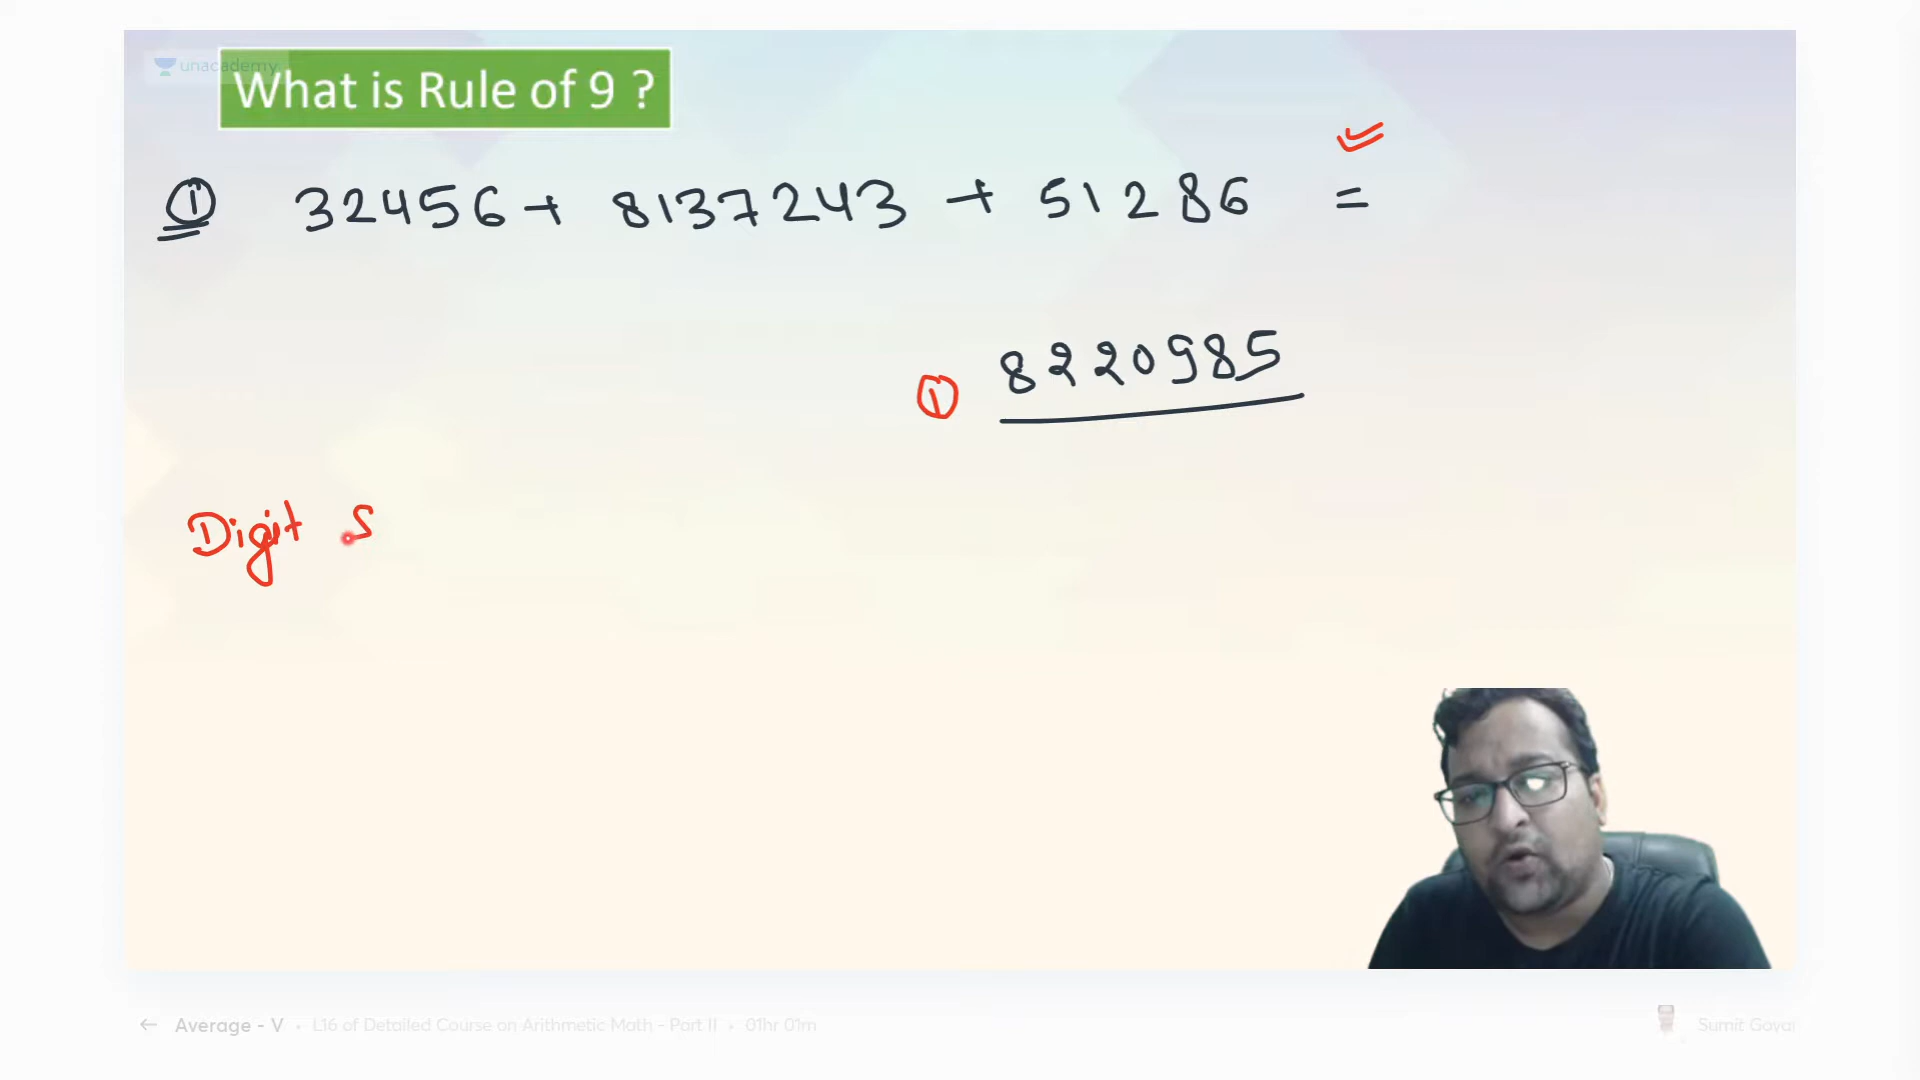 unacademy
What is Rule of 9 ?
① 32456 + 8137243 + 51286 =
① 8220985
Digit S
← Average - V • L16 of Detailed Course on Arithmetic Math - Part II • 01hr 01m
Sumit Goyal